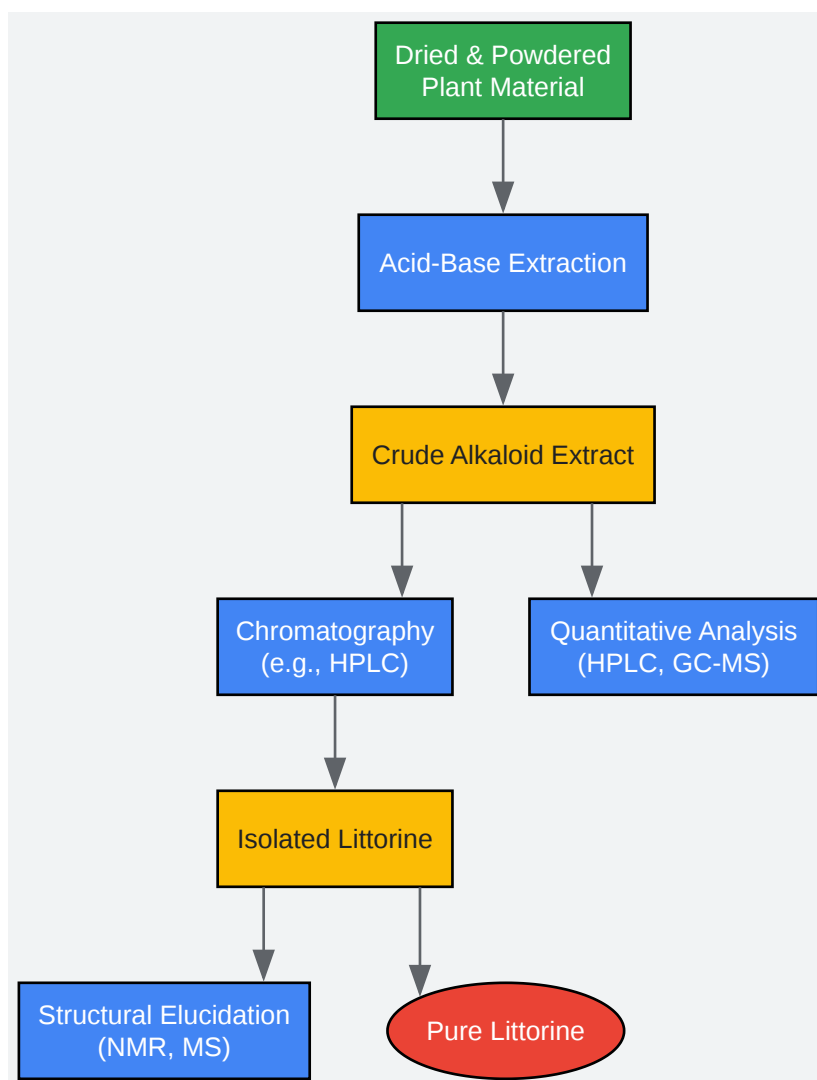 Dried & Powdered
Plant Material
Acid-Base Extraction
Crude Alkaloid Extract
Chromatography
(e.g., HPLC)
Quantitative Analysis
(HPLC, GC-MS)
Isolated Littorine
Structural Elucidation
(NMR, MS)
Pure Littorine